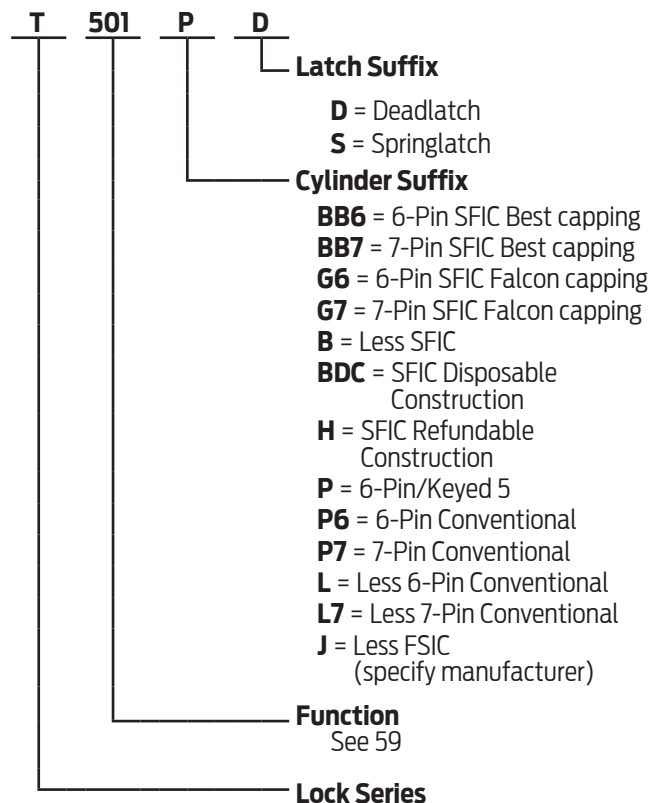 T 501 P D
Latch Suffix
D = Deadlatch
S = Springlatch
Cylinder Suffix
BB6 = 6-Pin SFIC Best capping
BB7 = 7-Pin SFIC Best capping
G6 = 6-Pin SFIC Falcon capping
G7 = 7-Pin SFIC Falcon capping
B = Less SFIC
BDC = SFIC Disposable
Construction
H = SFIC Refundable
Construction
P = 6-Pin/Keyed 5
P6 = 6-Pin Conventional
P7 = 7-Pin Conventional
L = Less 6-Pin Conventional
L7 = Less 7-Pin Conventional
J = Less FSIC
(specify manufacturer)
Function
See 59
Lock Series